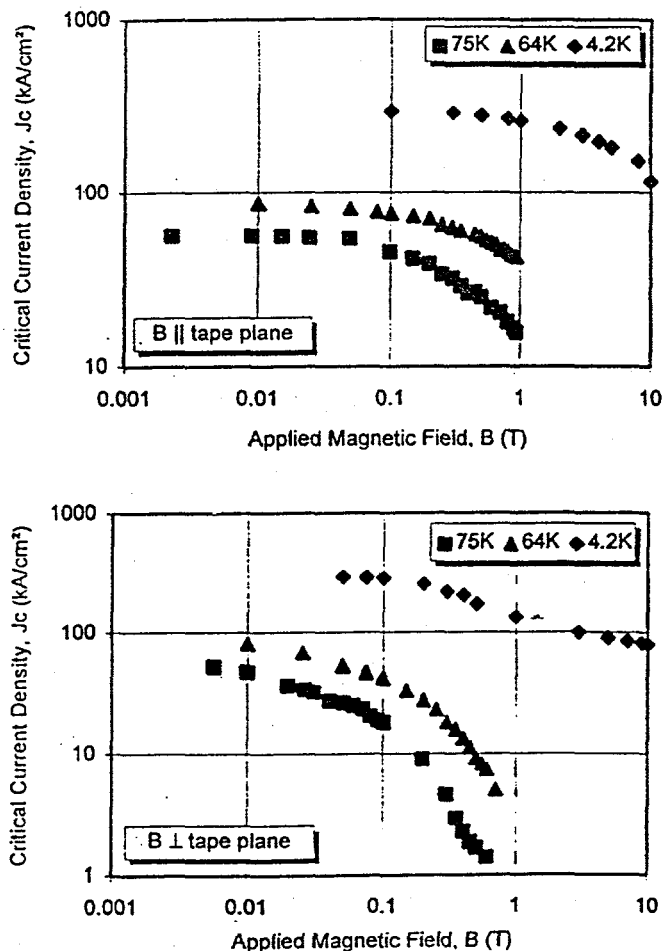 1000
75K 64K 4.2K
100
10
B || tape plane
0.001 0.01 0.1 1 10
Critical Current Density, Jc (kA/cm²)
Applied Magnetic Field, B (T)
1000
75K 64K 4.2K
100
10
1
B ⊥ tape plane
0.001 0.01 0.1 1 10
Critical Current Density, Jc (kA/cm²)
Applied Magnetic Field, B (T)